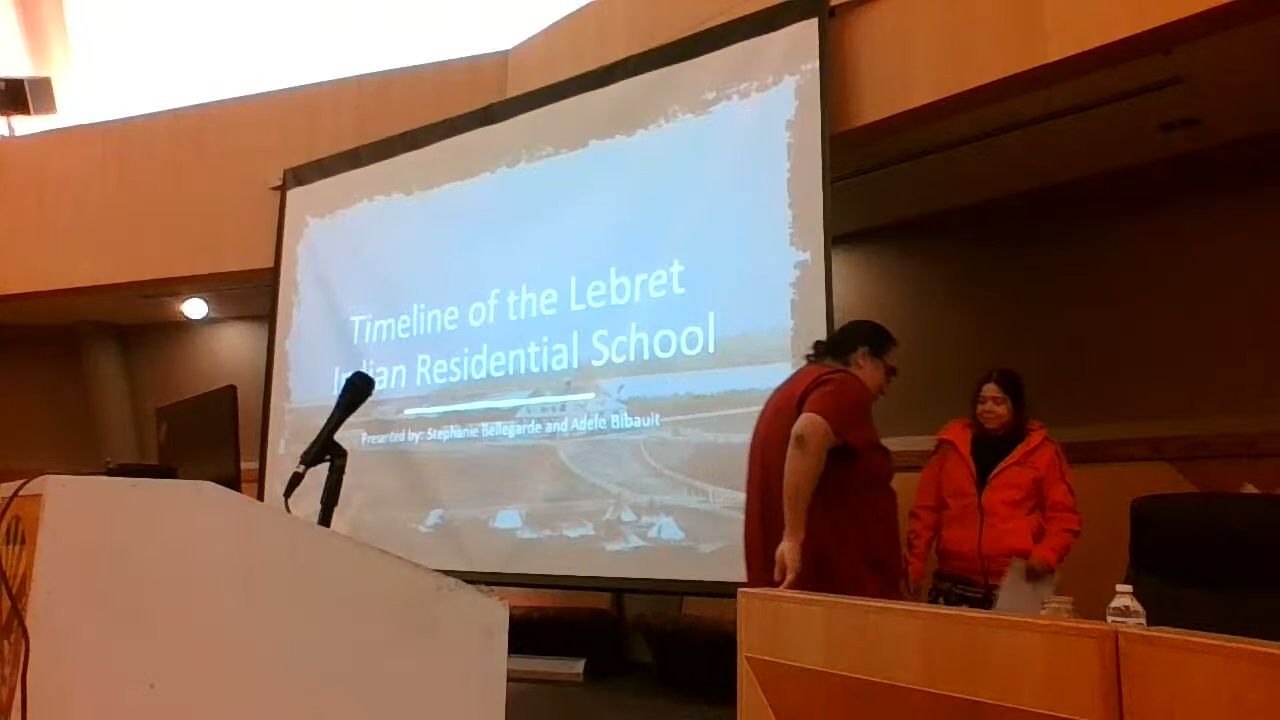 Timeline of the Lebret
Indian Residential School
Presented by: Stephanie Bellegarde and Adele Bibault